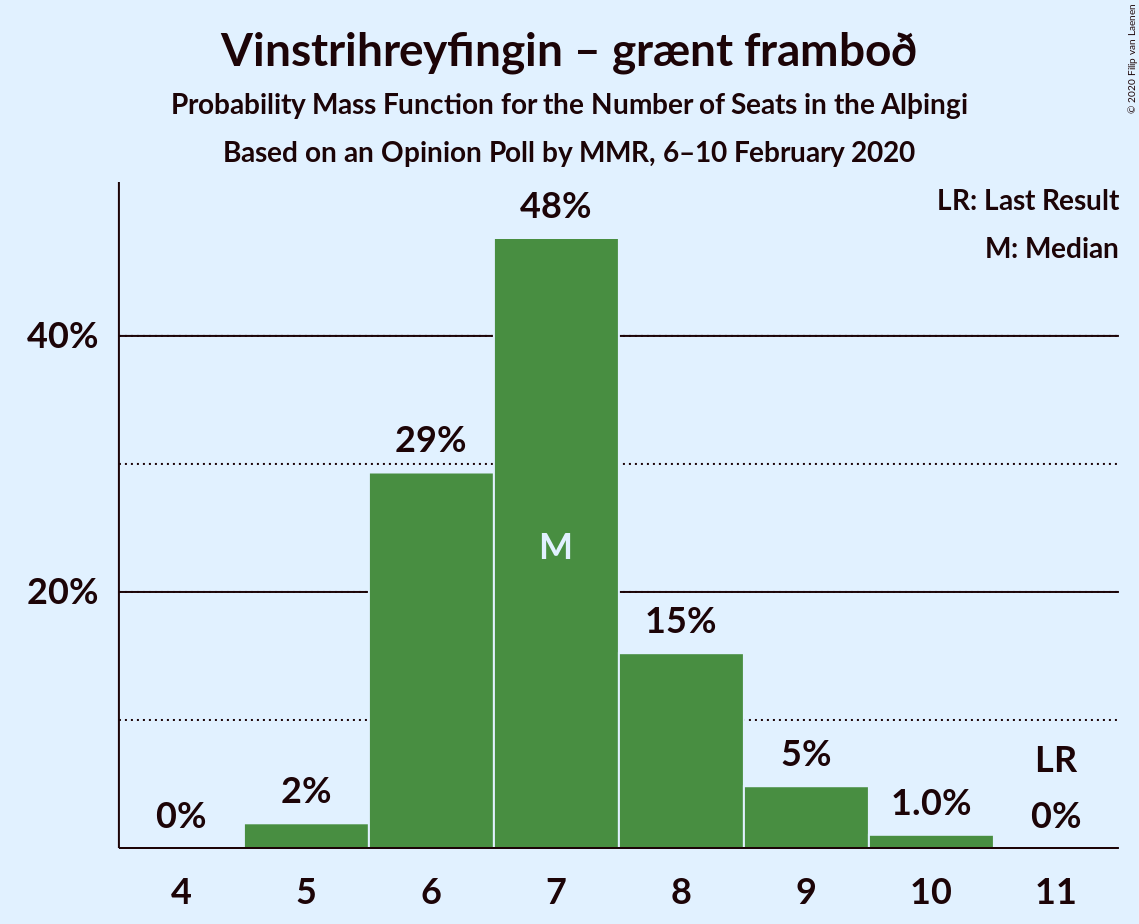 Vinstrihreyfingin – grænt framboð
Probability Mass Function for the Number of Seats in the Alþingi
Based on an Opinion Poll by MMR, 6–10 February 2020
© 2020 Filip van Laenen
LR: Last Result
M: Median
48%
40%
29%
M
20%
15%
LR
5%
2%
1.0%
0%
0%
4 5 6 7 8 9 10 11